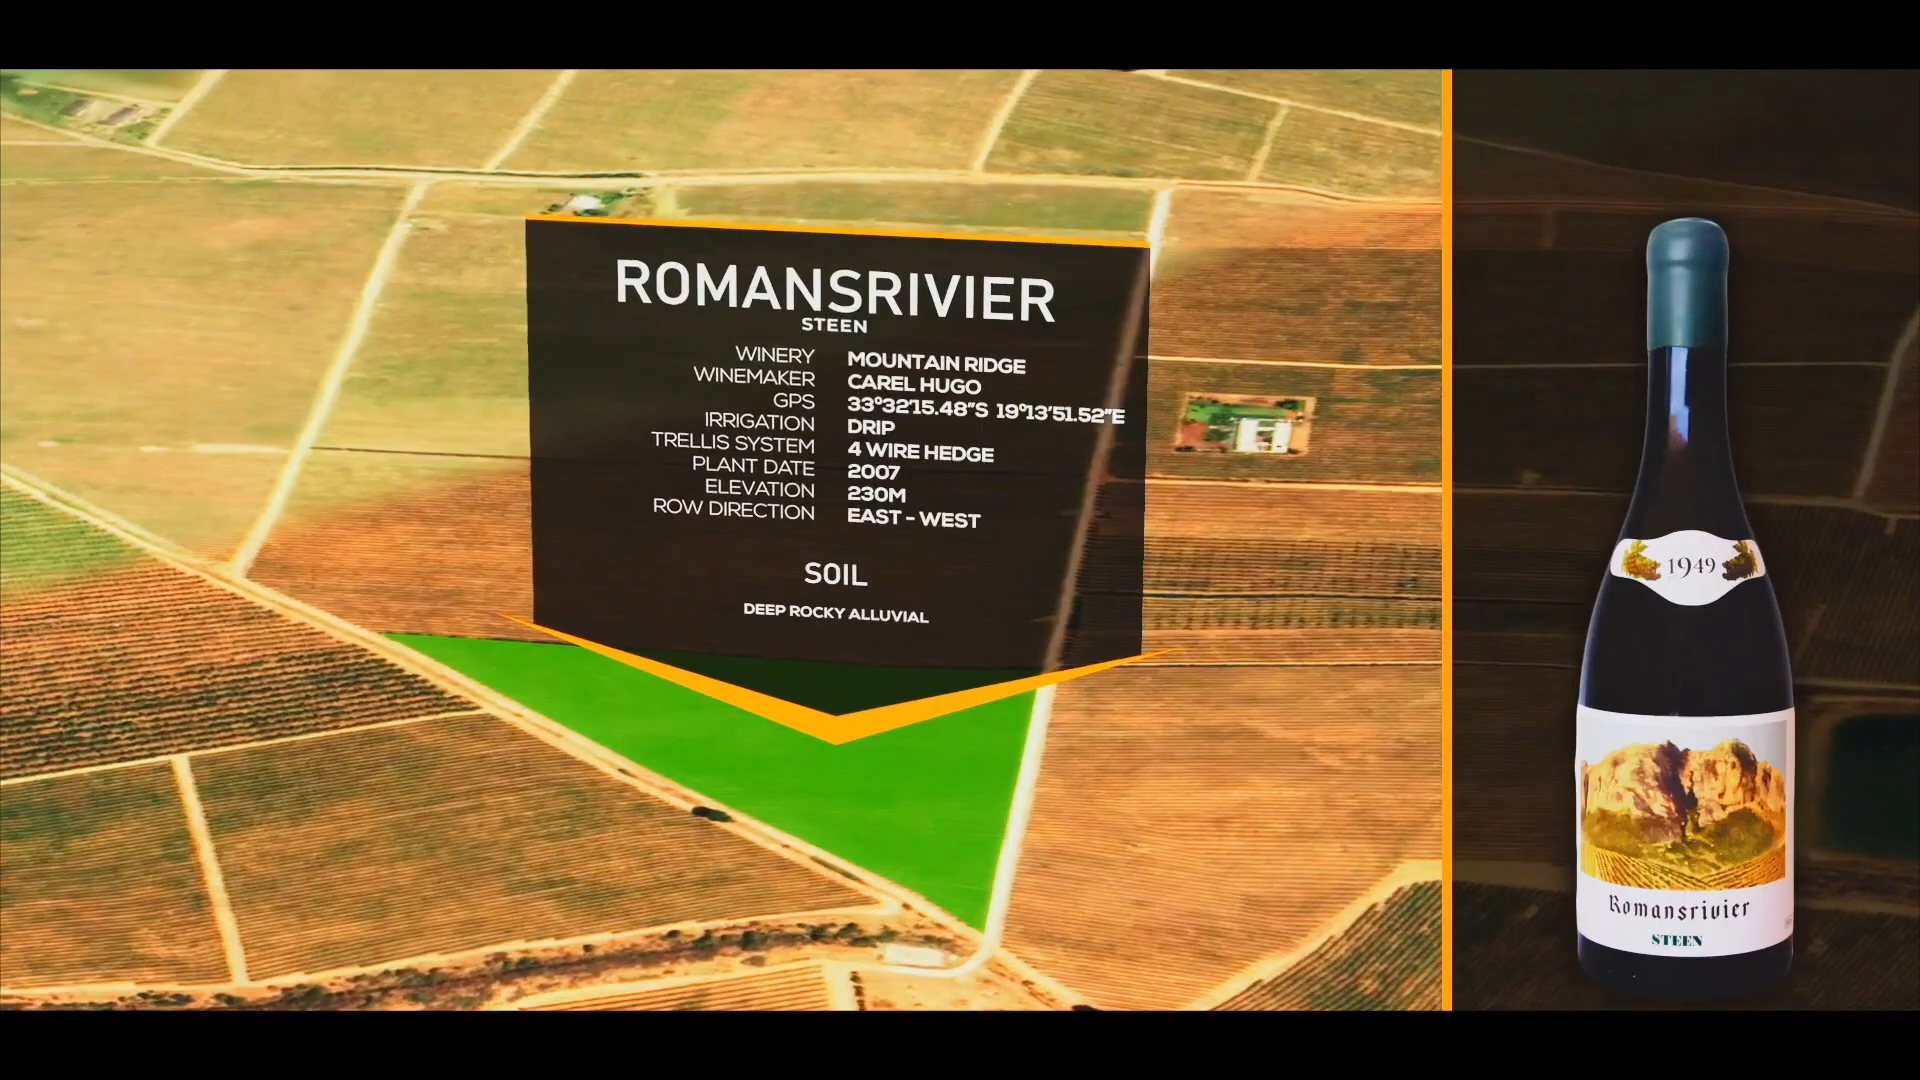 ROMANSRIVIER
STEEN
WINERY MOUNTAIN RIDGE
WINEMAKER CAREL HUGO
GPS 33°32'15.48"S 19°13'51.52"E
IRRIGATION DRIP
TRELLIS SYSTEM 4 WIRE HEDGE
PLANT DATE 2007
ELEVATION 230M
ROW DIRECTION EAST - WEST
SOIL
DEEP ROCKY ALLUVIAL
1949
Romansrivier
STEEN